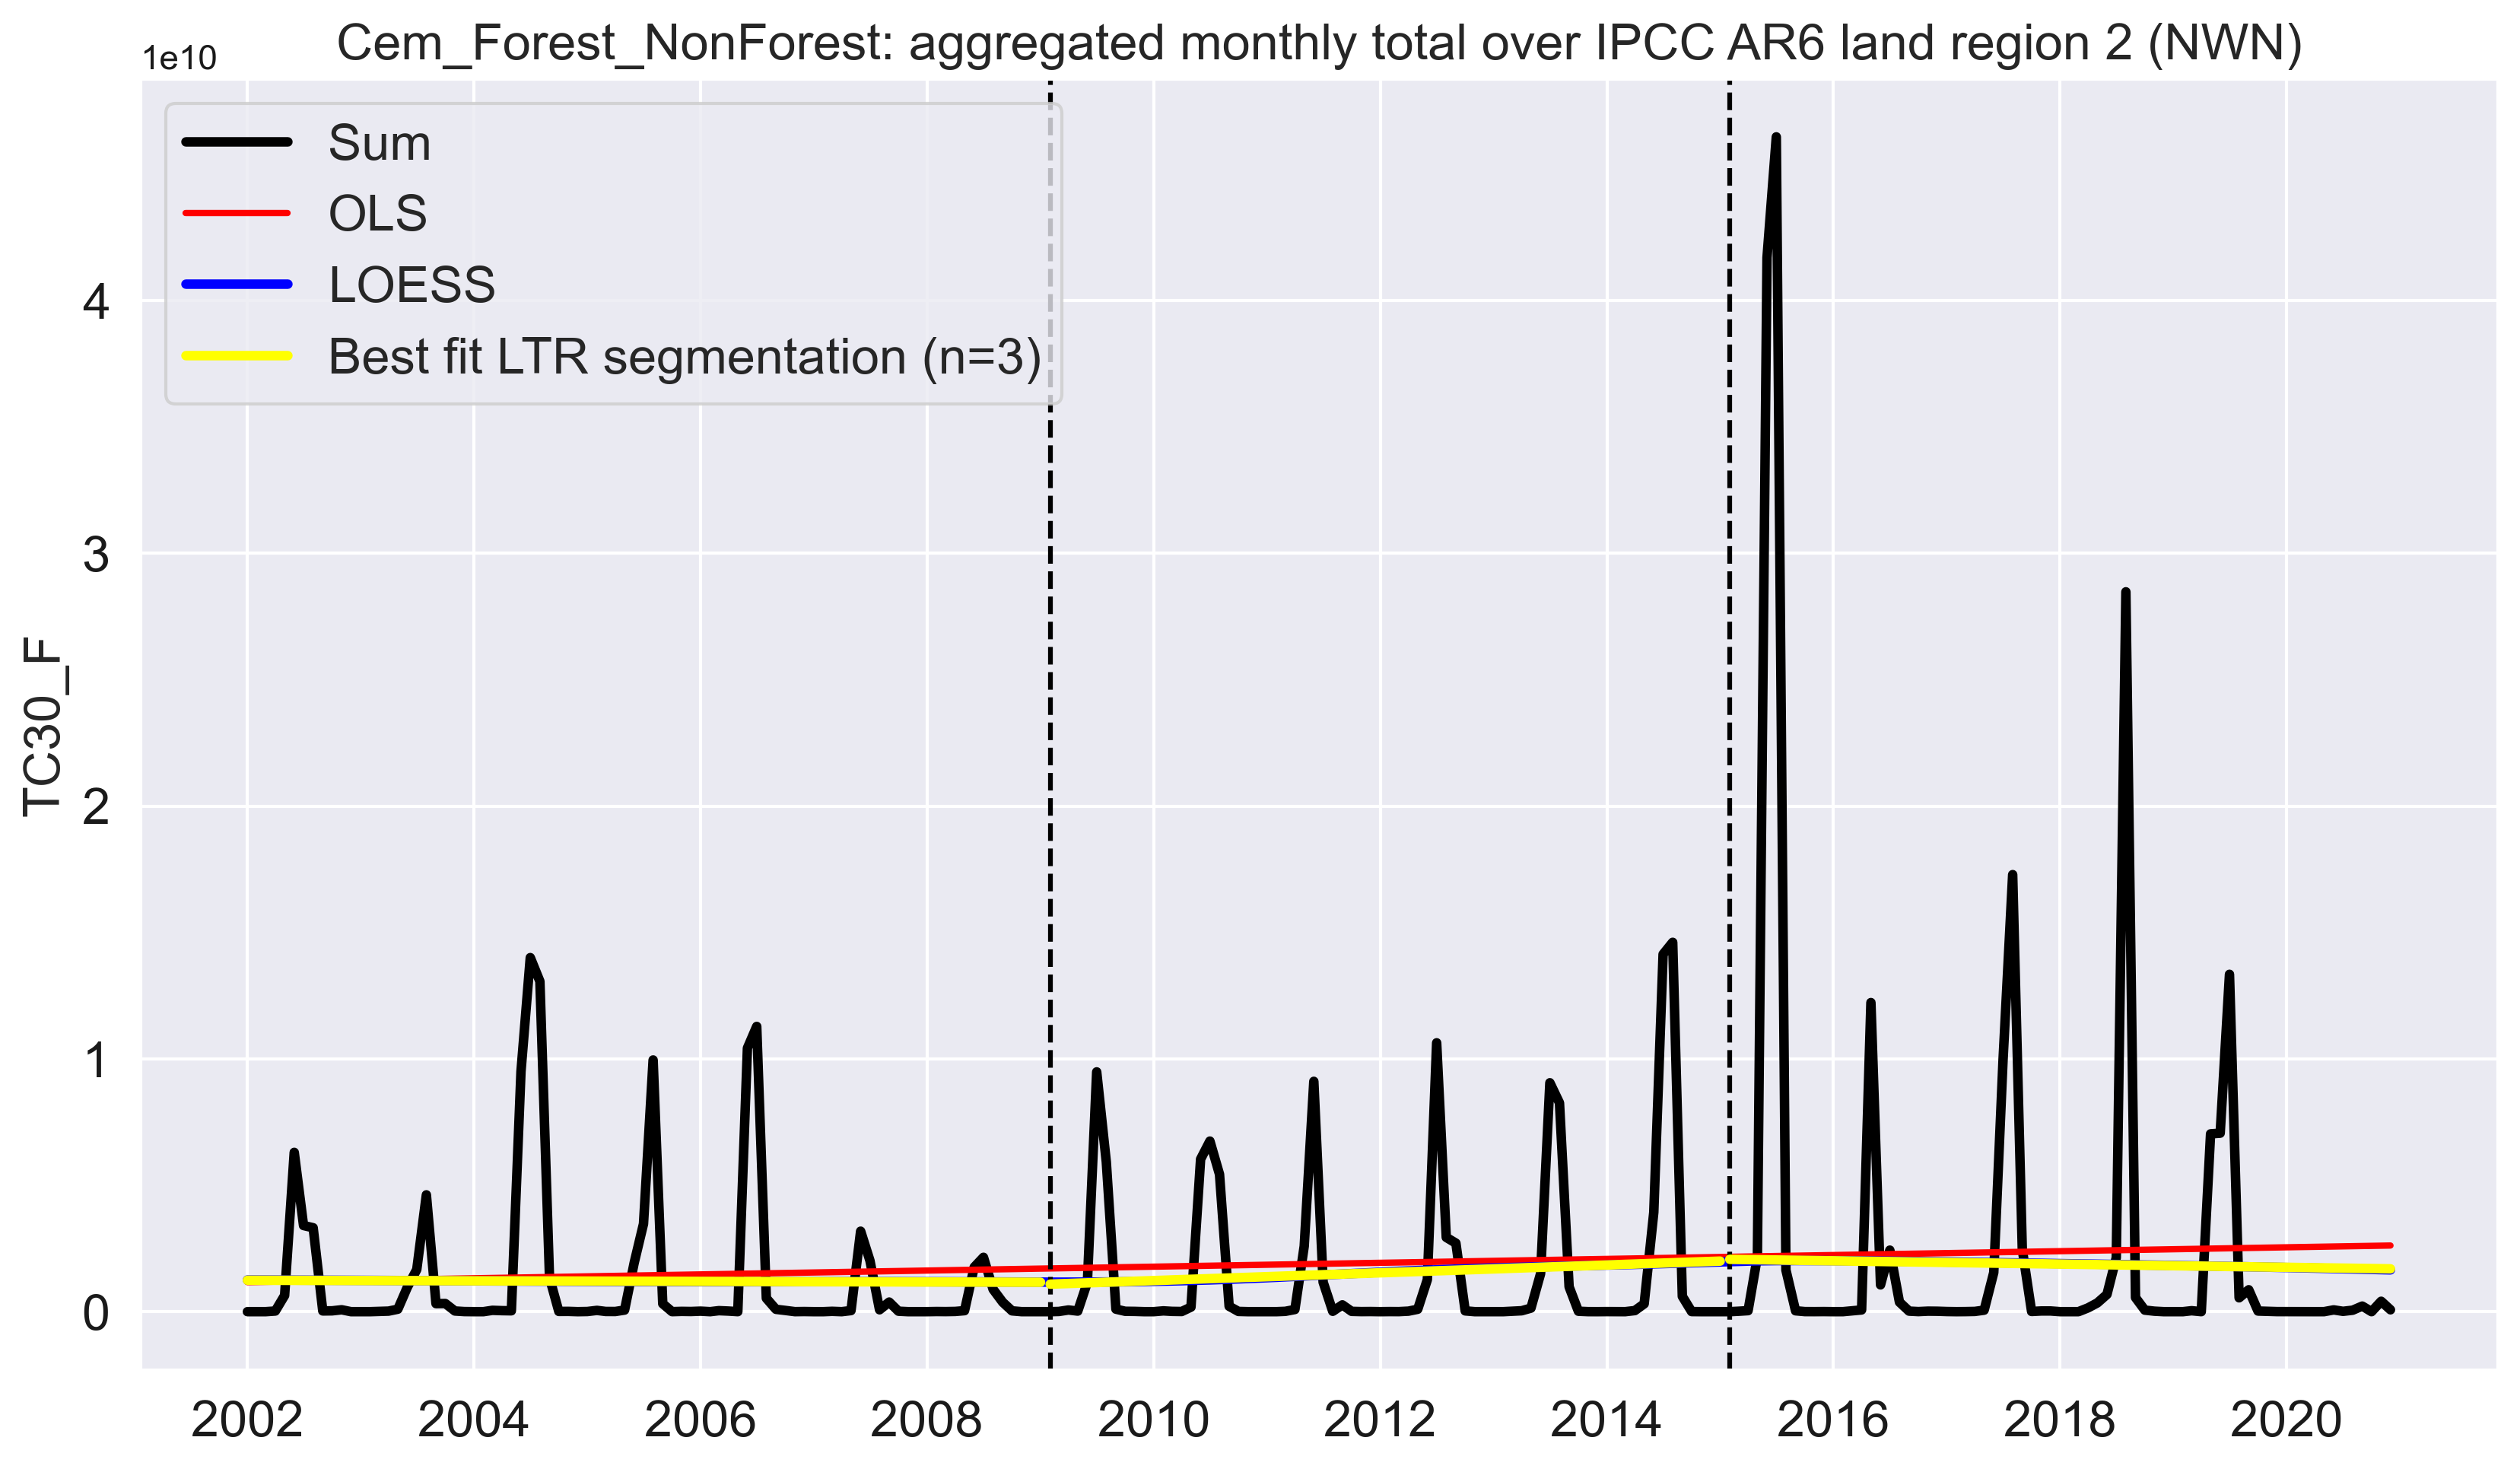 Cem_Forest_NonForest: aggregated monthly total over IPCC AR6 land region 2 (NWN)
1e10
Sum
OLS
LOESS
Best fit LTR segmentation (n=3)
4
3
2
1
0
TC30_F
2002 2004 2006 2008 2010 2012 2014 2016 2018 2020